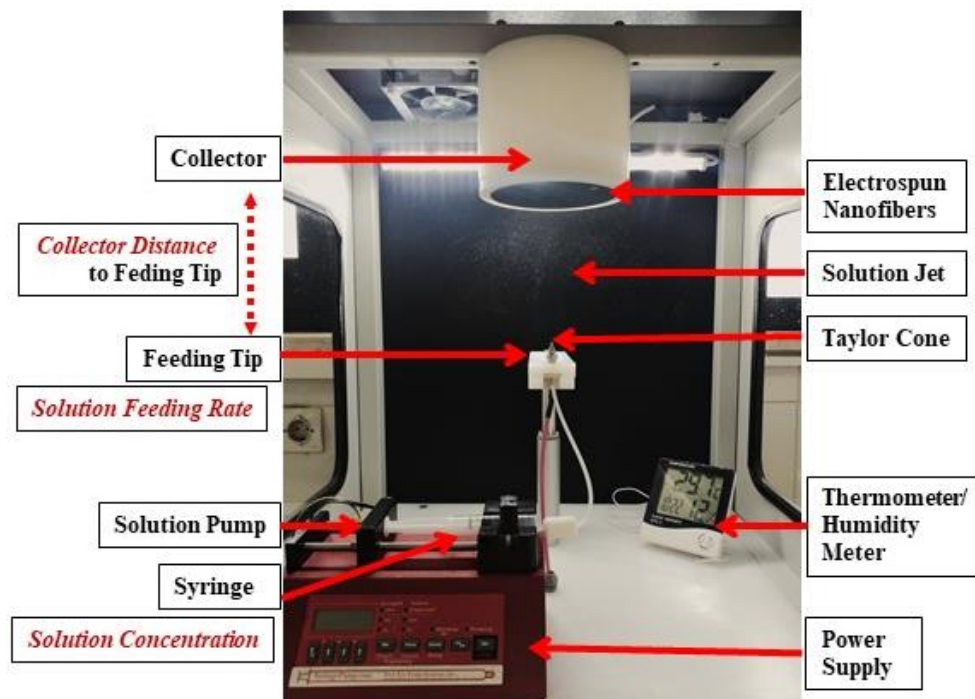 Collector
Collector Distance
to Feding Tip
Feeding Tip
Solution Feeding Rate
Solution Pump
Syringe
Solution Concentration
Electrospun
Nanofibers
Solution Jet
Taylor Cone
Thermometer/
Humidity
Meter
Power
Supply